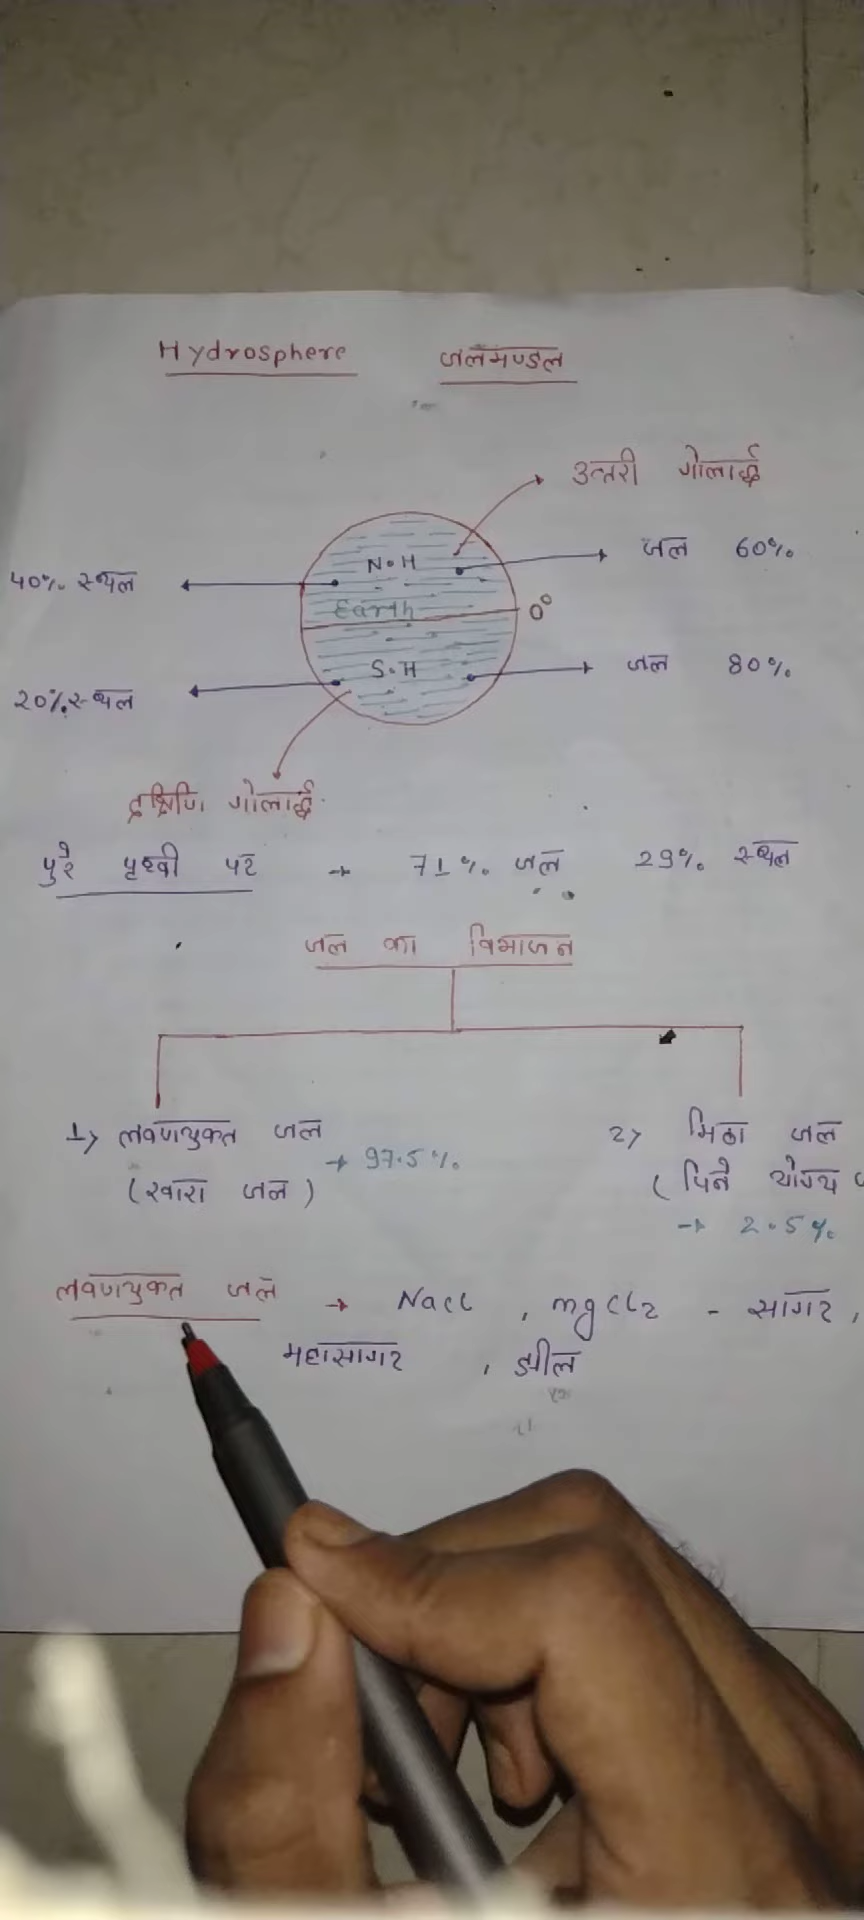 Hydrosphere जलमण्डल
उत्तरी गोलार्द्ध
जल 60%
40% स्थल
N.H
Earth
0°
S.H
जल 80%
20% स्थल
दक्षिणि गोलार्द्ध
पुरे पृथ्वी पर → 71% जल 29% स्थल
जल का विभाजन
1> लवणयुक्त जल
(खारा जल) → 97.5%
2> मिठा जल
(पिने योग्य
→ 2.5%
लवणयुक्त जल → Nacl , mgCl2 - सागर,
महासागर , झील